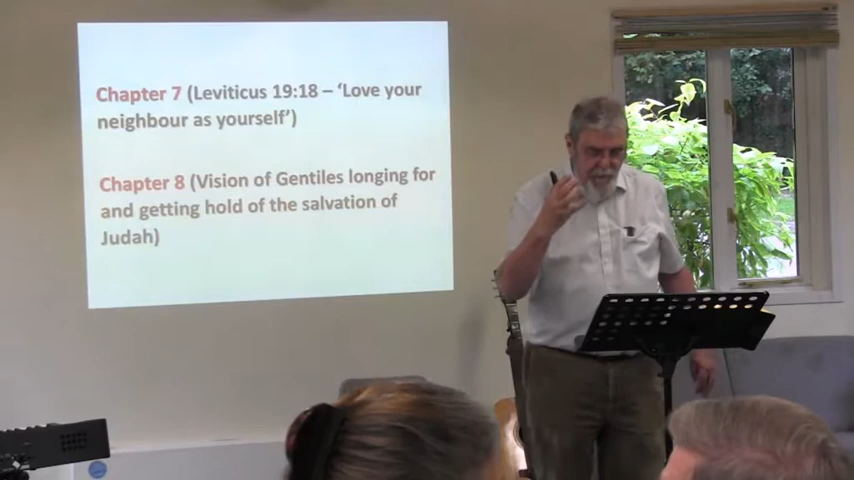 Chapter 7 (Leviticus 19:18 – ‘Love your
neighbour as yourself’)
Chapter 8 (Vision of Gentiles longing for
and getting hold of the salvation of
Judah)